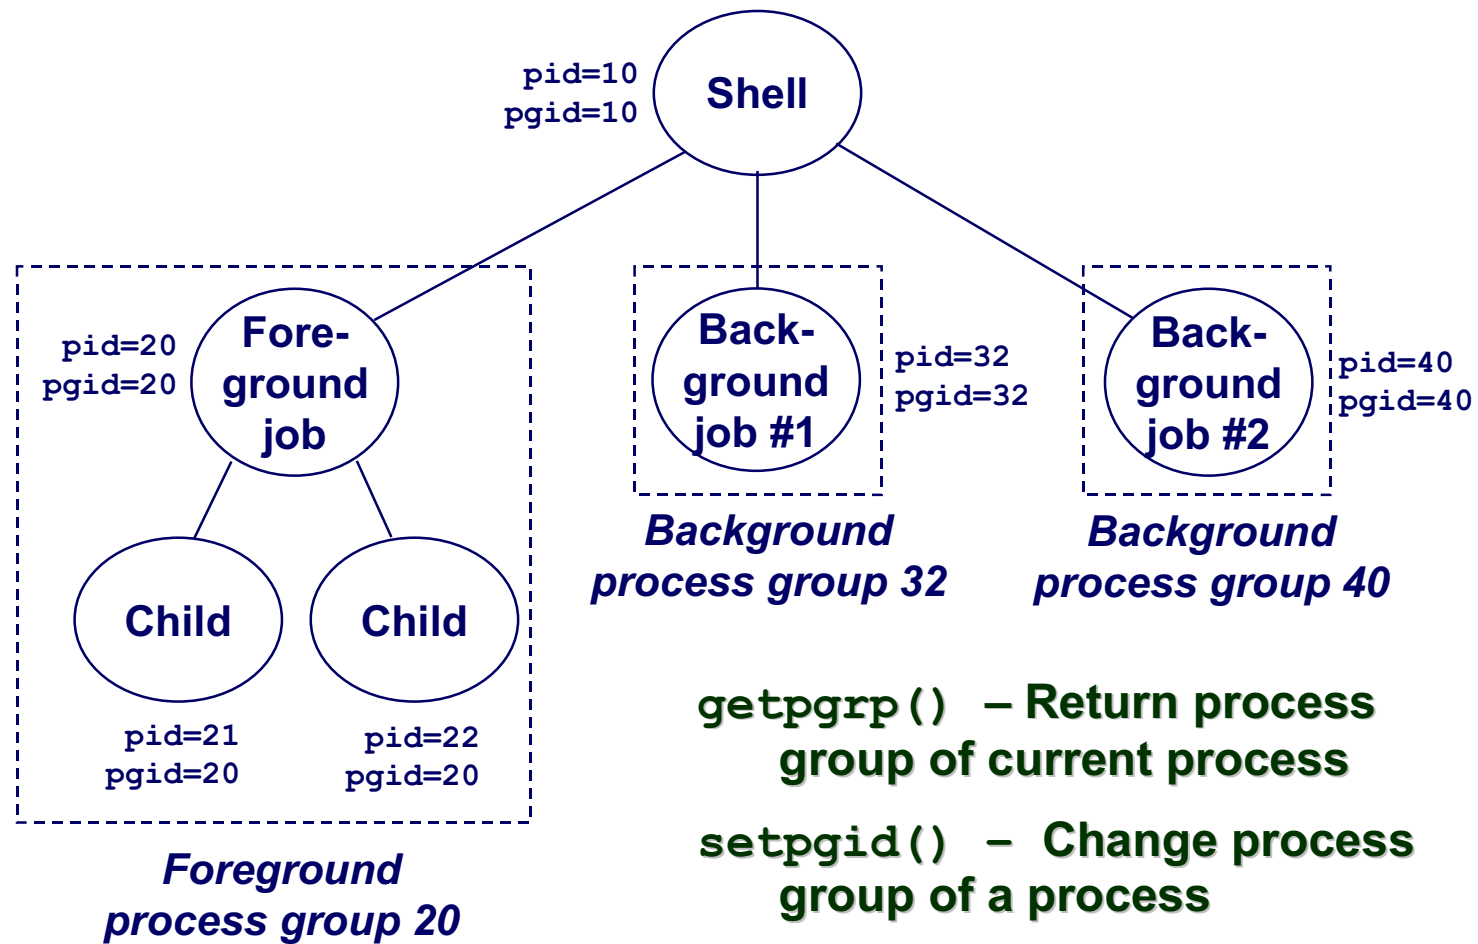 pid=10
pgid=10
Shell
pid=20
pgid=20
Fore-
ground
job
Back-
ground
job #1
pid=32
pgid=32
Back-
ground
job #2
pid=40
pgid=40
Background
process group 32
Background
process group 40
Child
Child
pid=21
pgid=20
pid=22
pgid=20
Foreground
process group 20
getpgrp() – Return process
group of current process
setpgid() – Change process
group of a process